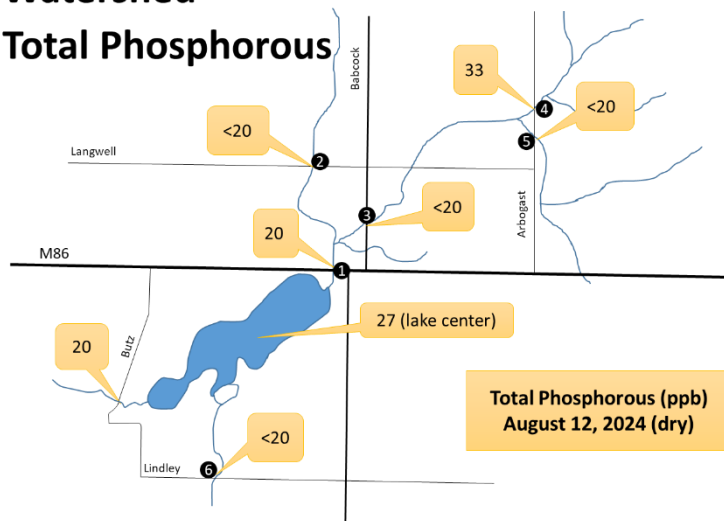 Watershed
Total Phosphorous
Babcock
33
4
<20
<20
5
Langwell
2
3
<20
Arbogast
20
M86
1
27 (lake center)
20
Butz
Total Phosphorous (ppb)
August 12, 2024 (dry)
<20
Lindley
6